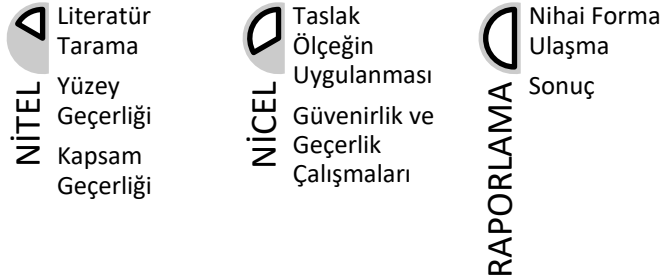 NİTEL
Literatür
Tarama
Yüzey
Geçerliği
Kapsam
Geçerliği
NİCEL
Taslak
Ölçeğin
Uygulanması
Güvenirlik ve
Geçerlik
Çalışmaları
RAPORLAMA
Nihai Forma
Ulaşma
Sonuç